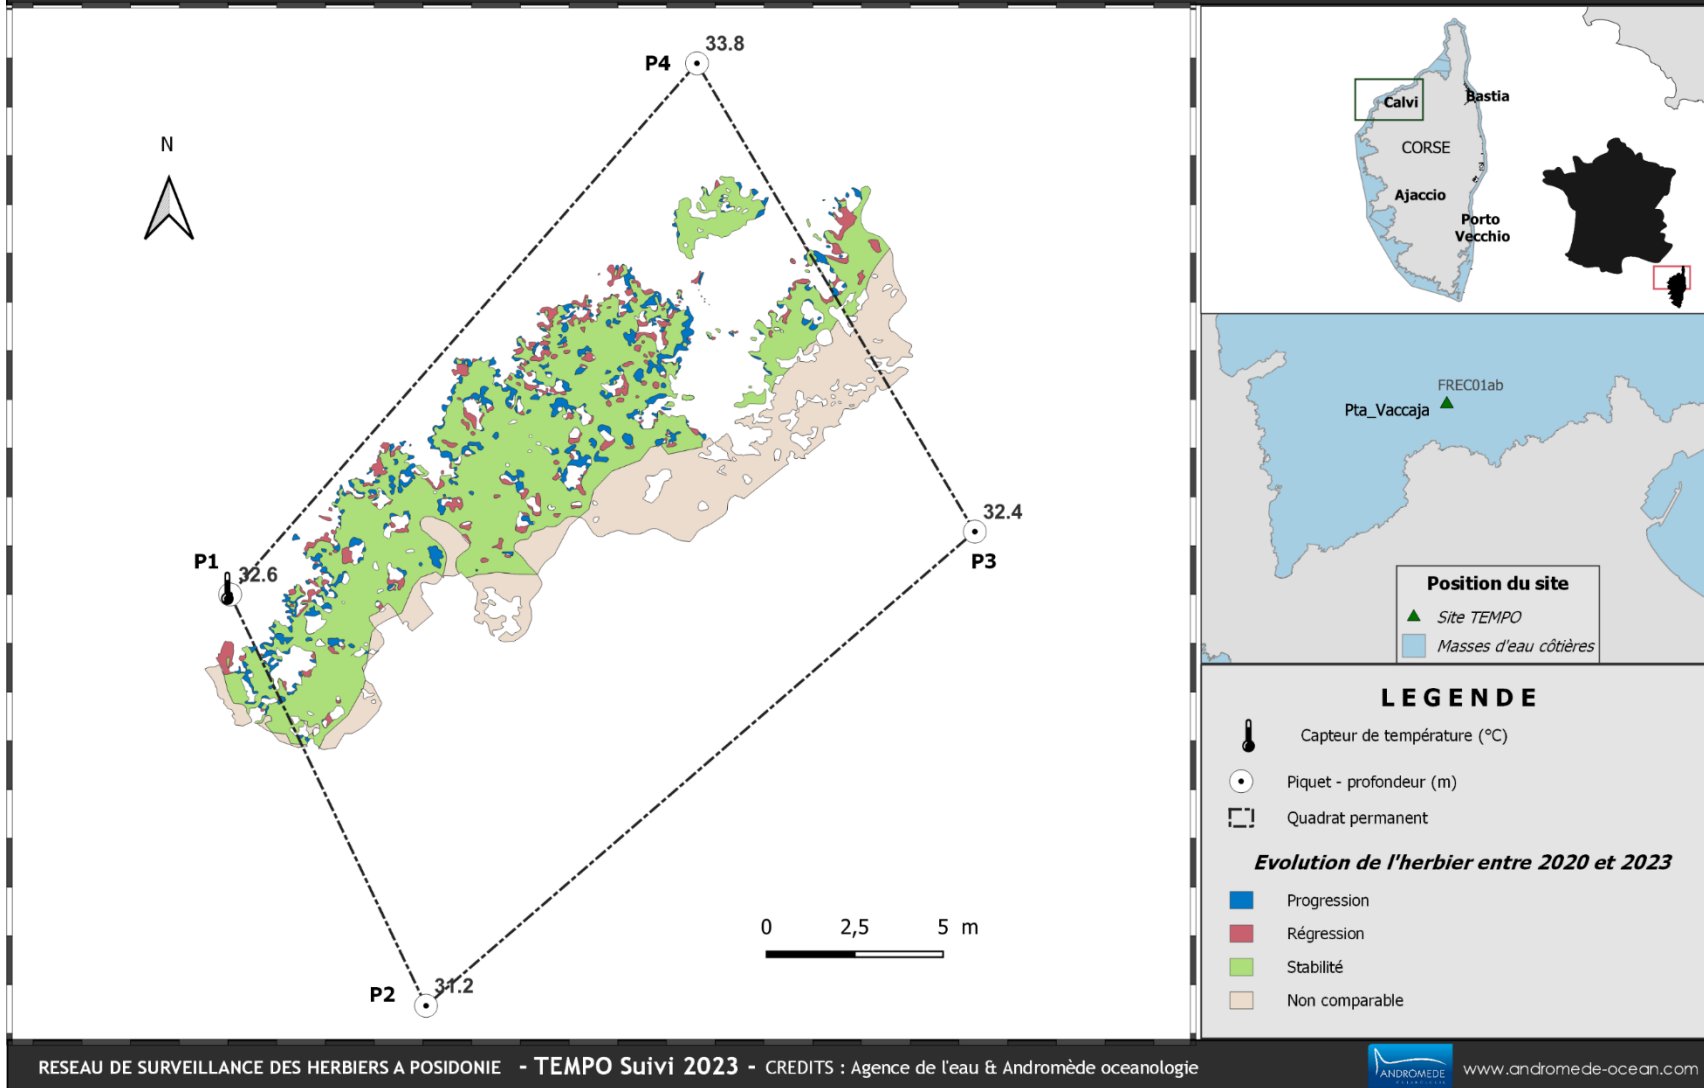 33.8
P4
N
P1
32.6
32.4
P3
P2
31.2
0 2,5 5 m
Calvi
Bastia
CORSE
Ajaccio
Porto
Vecchio
FREC01ab
Pta_Vaccaja
Position du site
Site TEMPO
Masses d'eau côtières
LEGENDE
Capteur de température (°C)
Piquet - profondeur (m)
Quadrat permanent
Evolution de l'herbier entre 2020 et 2023
Progression
Régression
Stabilité
Non comparable
RESEAU DE SURVEILLANCE DES HERBIERS A POSIDONIE - TEMPO Suivi 2023 - CREDITS : Agence de l'eau & Andromède oceanologie
ANDROMEDE
www.andromede-ocean.com